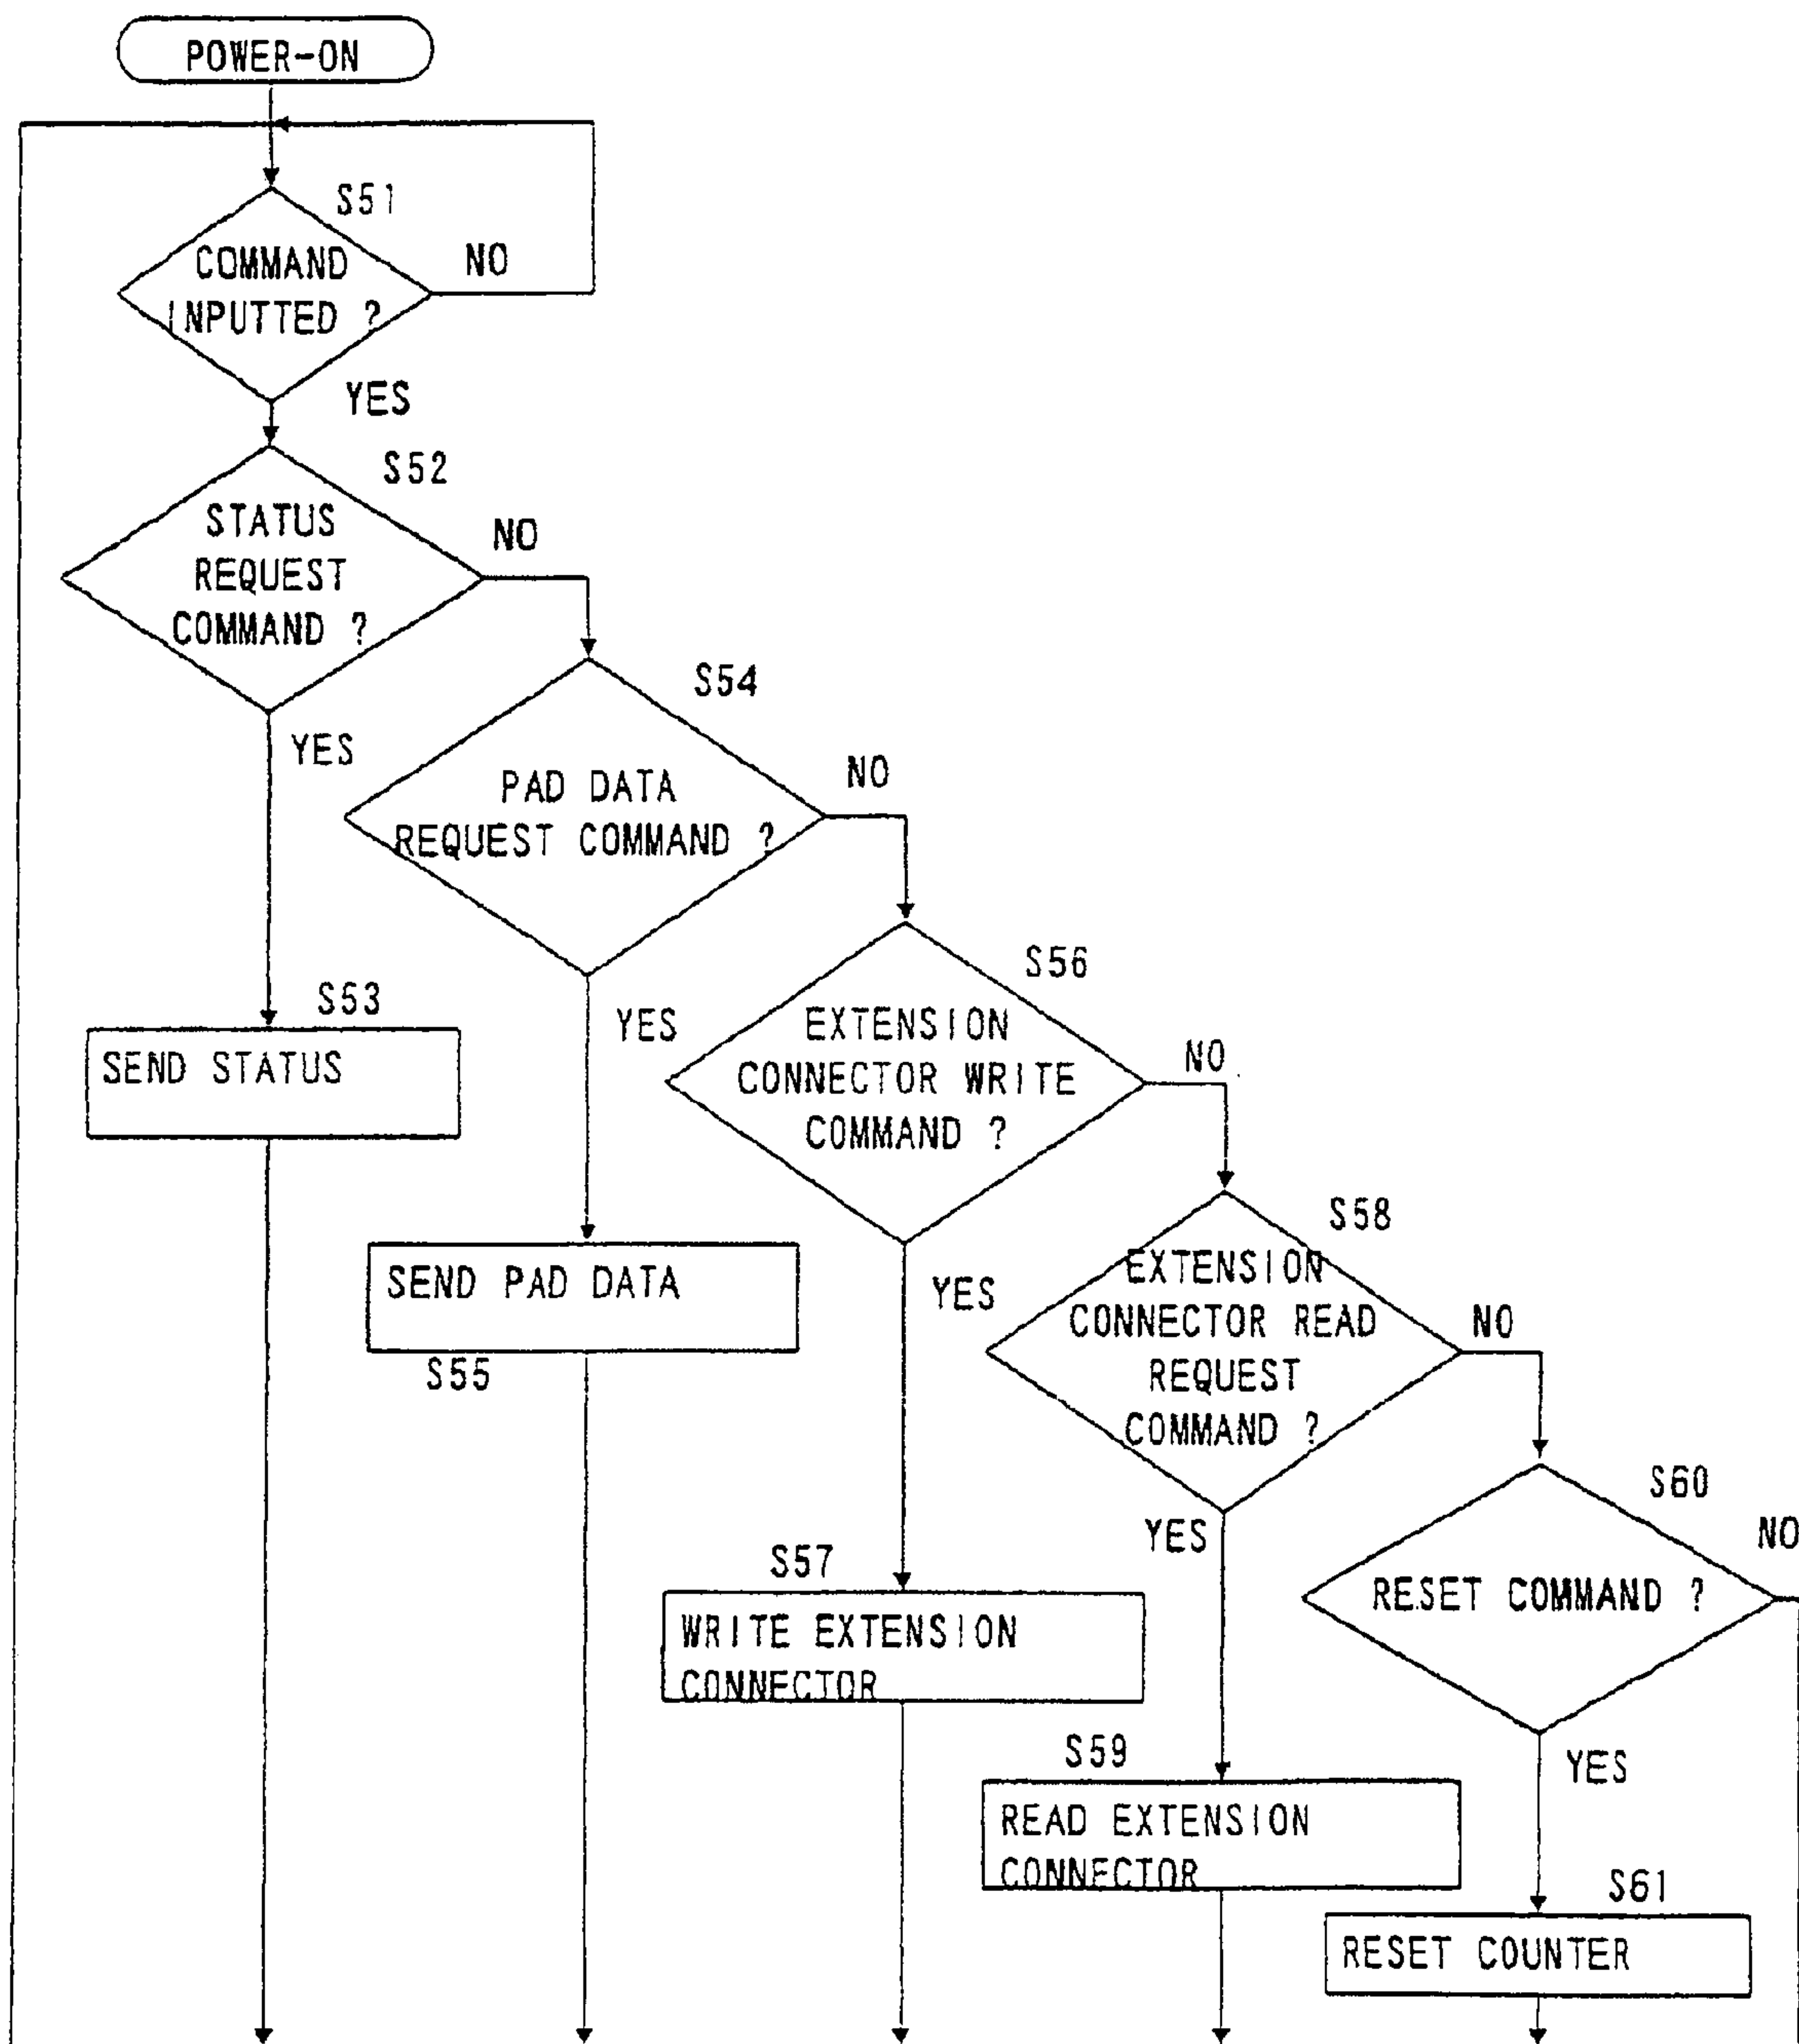 POWER-ON
S51
COMMAND
INPUTTED ?
NO
YES
S52
STATUS
REQUEST
COMMAND ?
NO
YES
S54
PAD DATA
REQUEST COMMAND ?
NO
YES
S53
SEND STATUS
S56
EXTENSION
CONNECTOR WRITE
COMMAND ?
NO
YES
SEND PAD DATA
S55
S58
EXTENSION
CONNECTOR READ
REQUEST
COMMAND ?
NO
YES
S57
WRITE EXTENSION
CONNECTOR
S60
RESET COMMAND ?
NO
YES
S59
READ EXTENSION
CONNECTOR
S61
RESET COUNTER